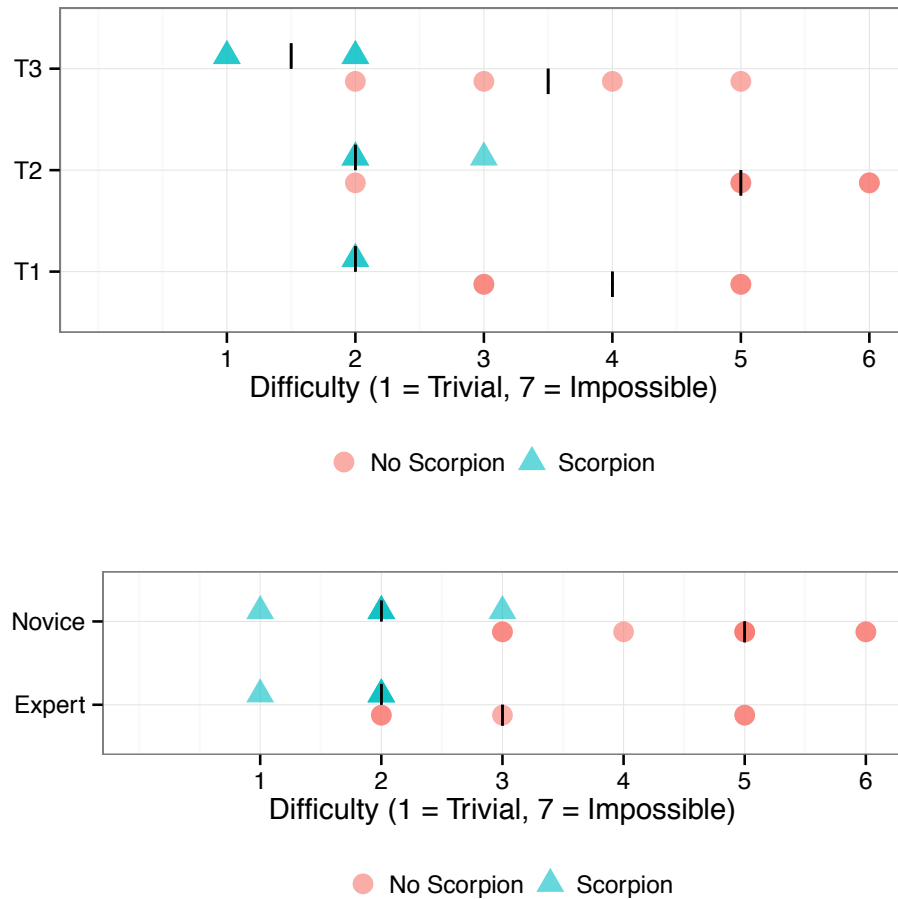 T3
T2
T1
1 2 3 4 5 6
Difficulty (1 = Trivial, 7 = Impossible)
No Scorpion Scorpion
Novice
Expert
1 2 3 4 5 6
Difficulty (1 = Trivial, 7 = Impossible)
No Scorpion Scorpion